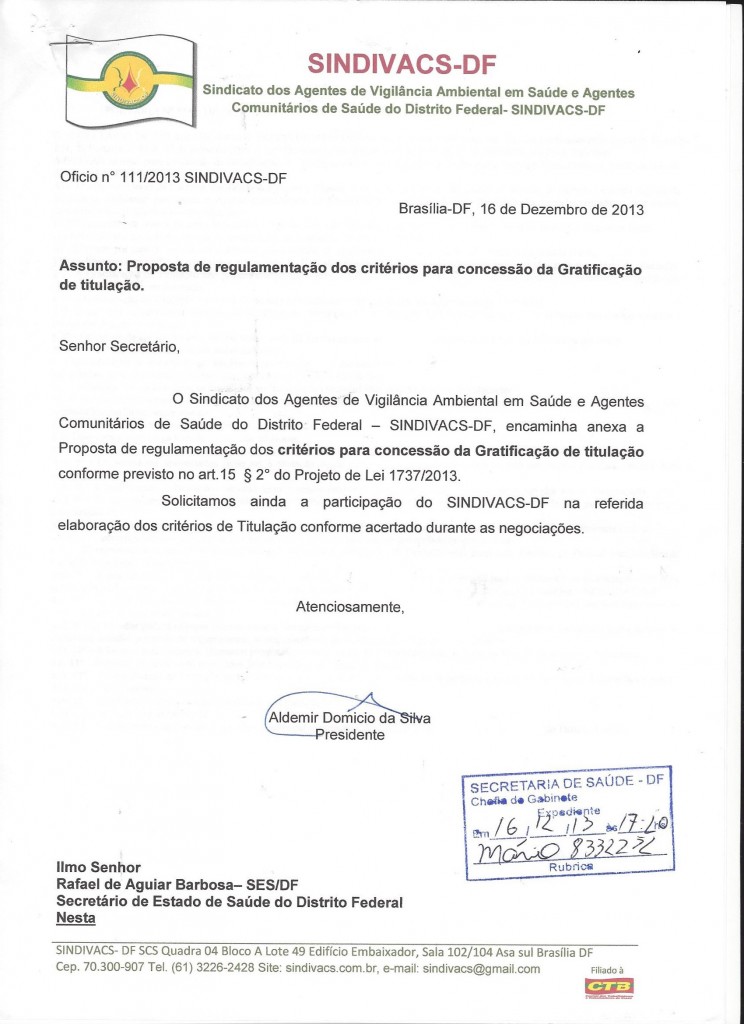 SINDIVACS-DF
Sindicato dos Agentes de Vigilância Ambiental em Saúde e Agentes
Comunitários de Saúde do Distrito Federal- SINDIVACS-DF
Oficio n° 111/2013 SINDIVACS-DF
Brasília-DF, 16 de Dezembro de 2013
Assunto: Proposta de regulamentação dos critérios para concessão da Gratificação
de titulação.
Senhor Secretário,
O Sindicato dos Agentes de Vigilância Ambiental em Saúde e Agentes
Comunitários de Saúde do Distrito Federal – SINDIVACS-DF, encaminha anexa a
Proposta de regulamentação dos critérios para concessão da Gratificação de titulação
conforme previsto no art.15 § 2° do Projeto de Lei 1737/2013.
Solicitamos ainda a participação do SINDIVACS-DF na referida
elaboração dos critérios de Titulação conforme acertado durante as negociações.
Atenciosamente,
Aldemir Domicio da Silva
Presidente
SECRETARIA DE SAÚDE - DF
Chefia de Gabinete
Expediente
Em 16, 12, 13 às 17:20 hs
Mário 8332232
Rubrica
Ilmo Senhor
Rafael de Aguiar Barbosa– SES/DF
Secretário de Estado de Saúde do Distrito Federal
Nesta
SINDIVACS- DF SCS Quadra 04 Bloco A Lote 49 Edifício Embaixador, Sala 102/104 Asa sul Brasília DF
Cep. 70.300-907 Tel. (61) 3226-2428 Site: sindivacs.com.br, e-mail: sindivacs@gmail.com
Filiado à
CTB